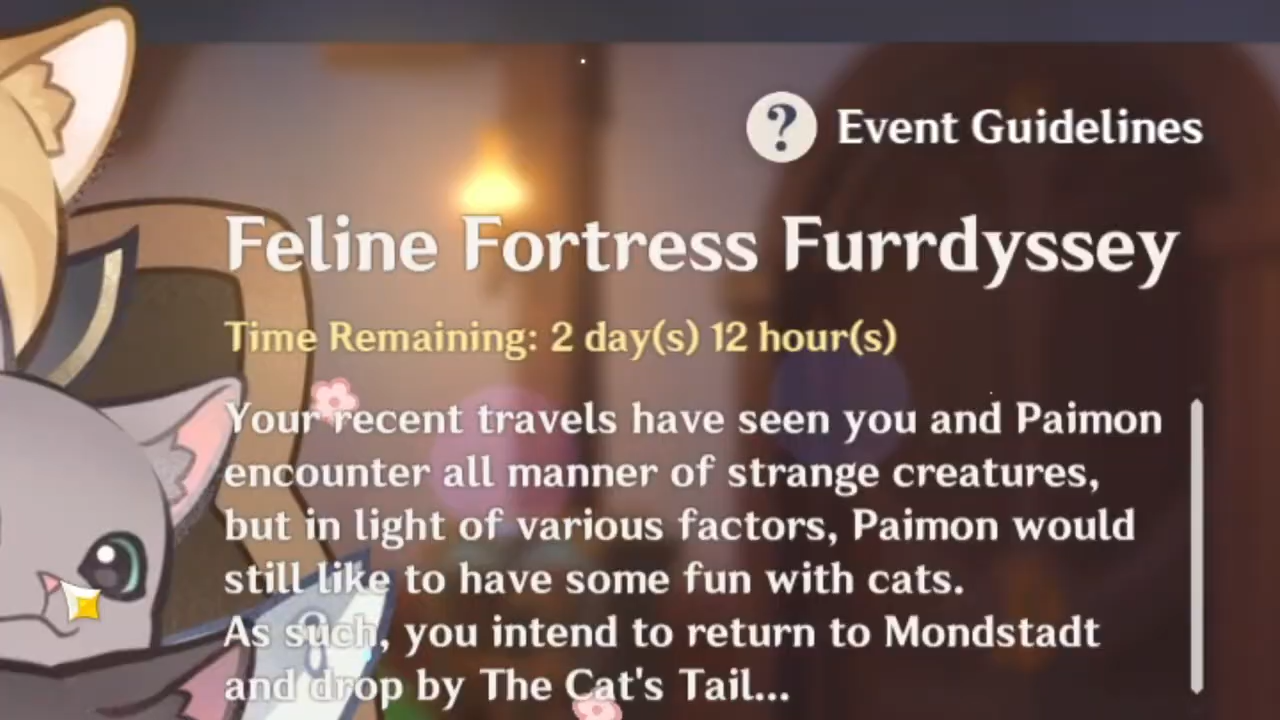 ? Event Guidelines
Feline Fortress Furrdyssey
Time Remaining: 2 day(s) 12 hour(s)
Your recent travels have seen you and Paimon
encounter all manner of strange creatures,
but in light of various factors, Paimon would
still like to have some fun with cats.
As such, you intend to return to Mondstadt
and drop by The Cat's Tail...